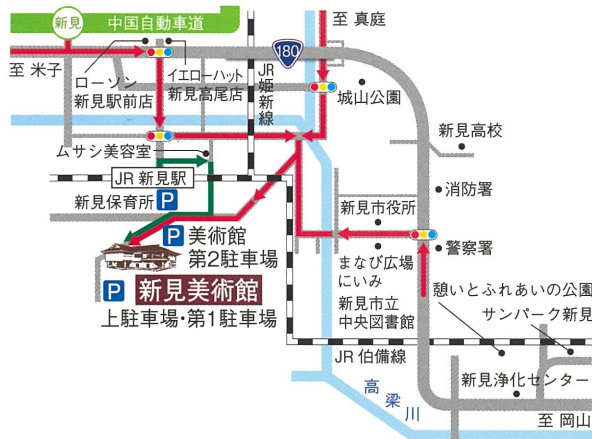 新見
中国自動車道
至 真庭
180
至 米子
ローソン
新見駅前店
イエローハット
新見高尾店
JR
姫新線
城山公園
新見高校
ムサシ美容室
JR 新見駅
消防署
新見保育所 P
新見市役所
P 美術館
第2駐車場
警察署
まなび広場
にいみ
P 新見美術館
上駐車場・第1駐車場
新見市立
中央図書館
憩いとふれあいの公園
サンパーク新見
JR 伯備線
高梁川
新見浄化センター
至 岡山